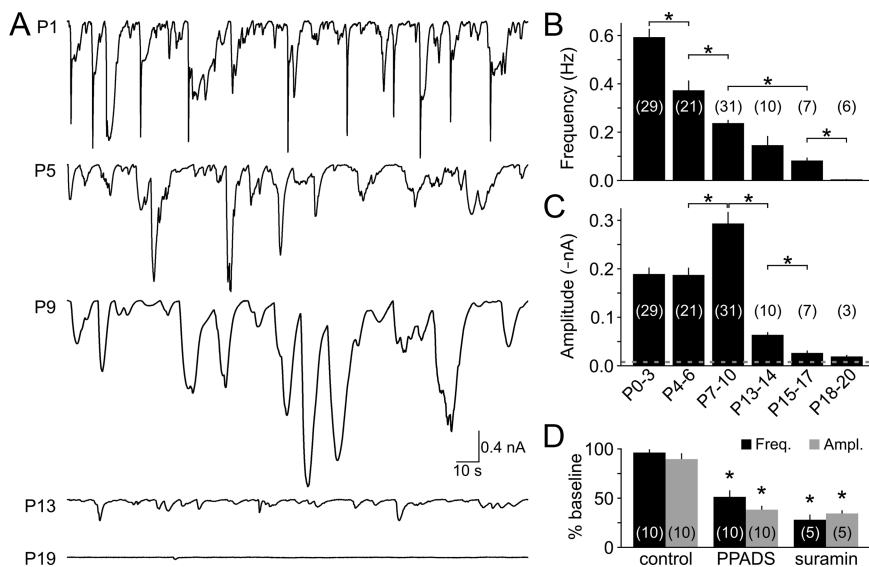 A
P1
P5
P9
0.4 nA
10 s
P13
P19
B
Frequency (Hz)
0.6
0.4
0.2
0.0
* * * *
(29) (21) (31) (10) (7) (6)
C
Amplitude (-nA)
0.3
0.2
0.1
0.0
* * *
(29) (21) (31) (10) (7) (3)
P0-3 P4-6 P7-10 P13-14 P15-17 P18-20
D
% baseline
100
50
0
Freq. Ampl.
* * * *
(10) (10) (10) (10) (5) (5)
control PPADS suramin